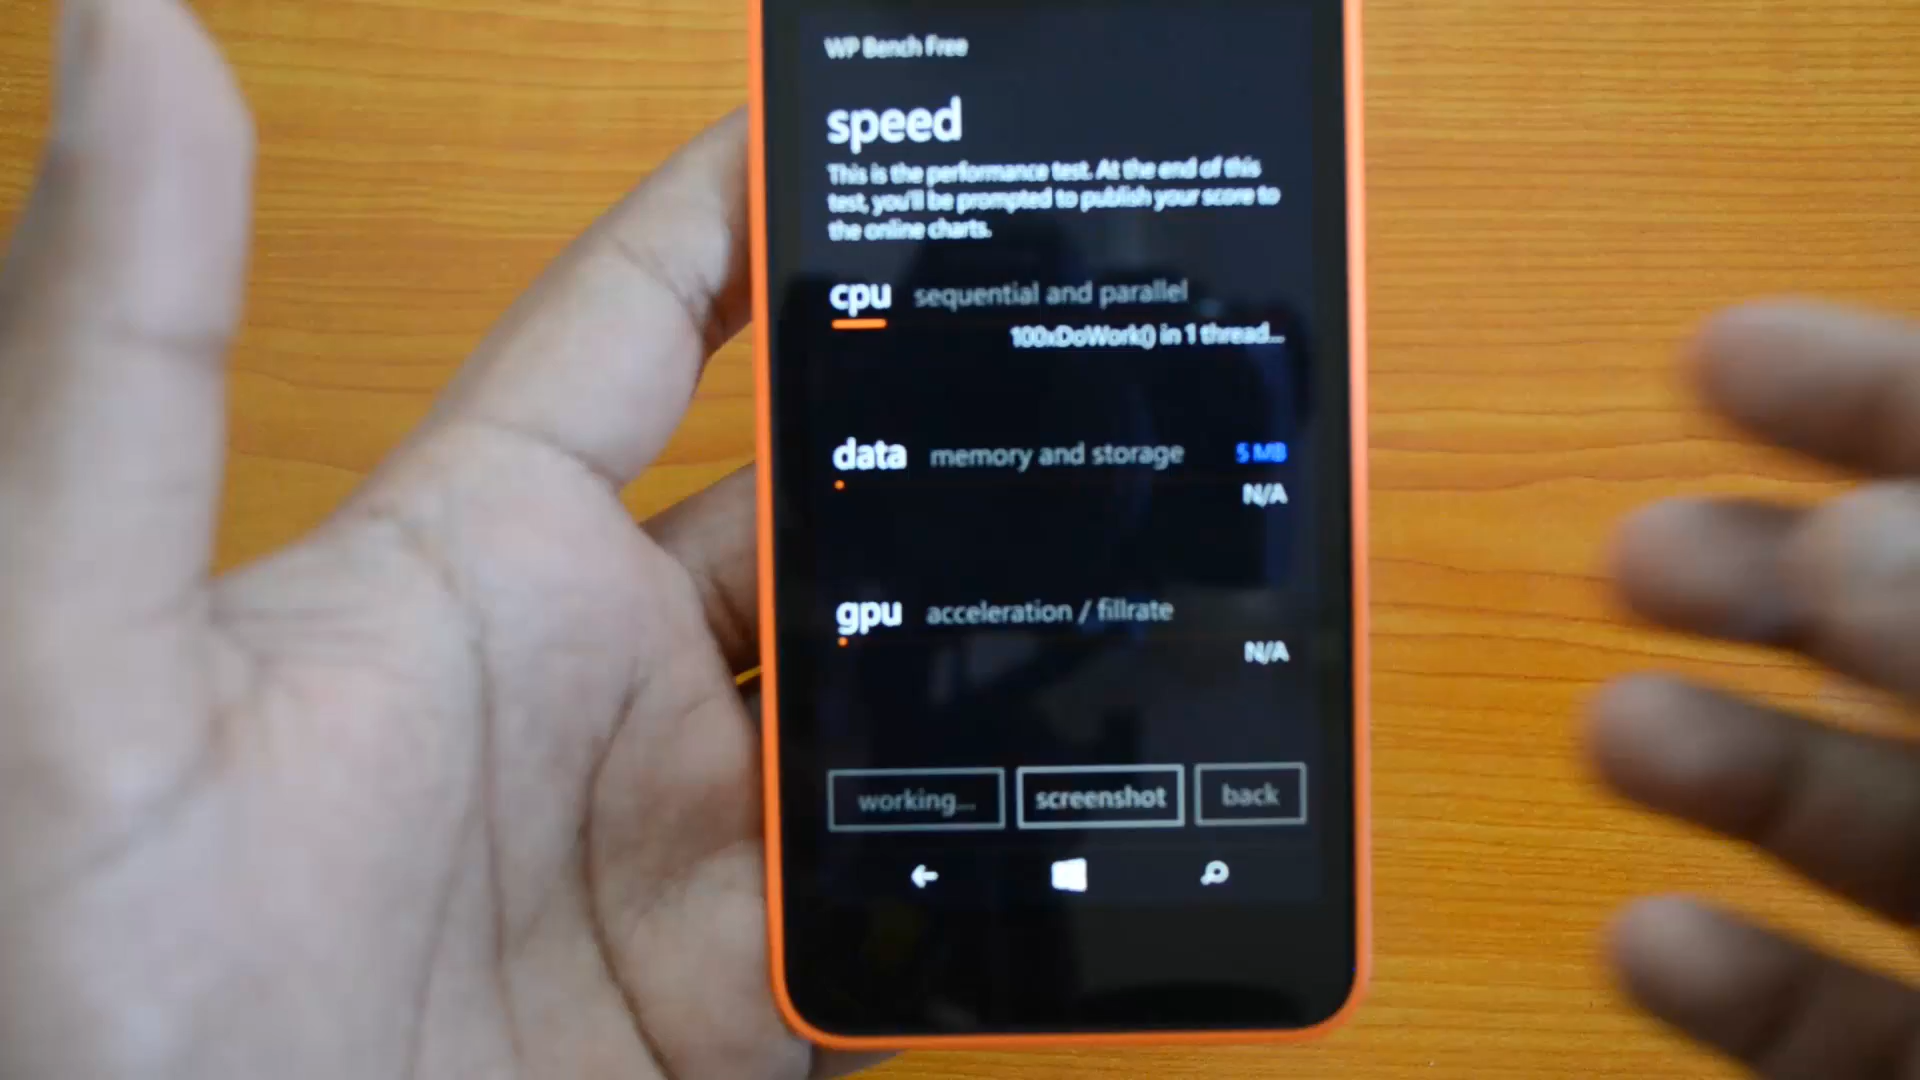 WP Bench Free
speed
This is the performance test. At the end of this
test, you'll be prompted to publish your score to
the online charts.
cpu sequential and parallel
100xDoWork() in 1 thread...
data memory and storage 5 MB
N/A
gpu acceleration / fillrate
N/A
working... screenshot back